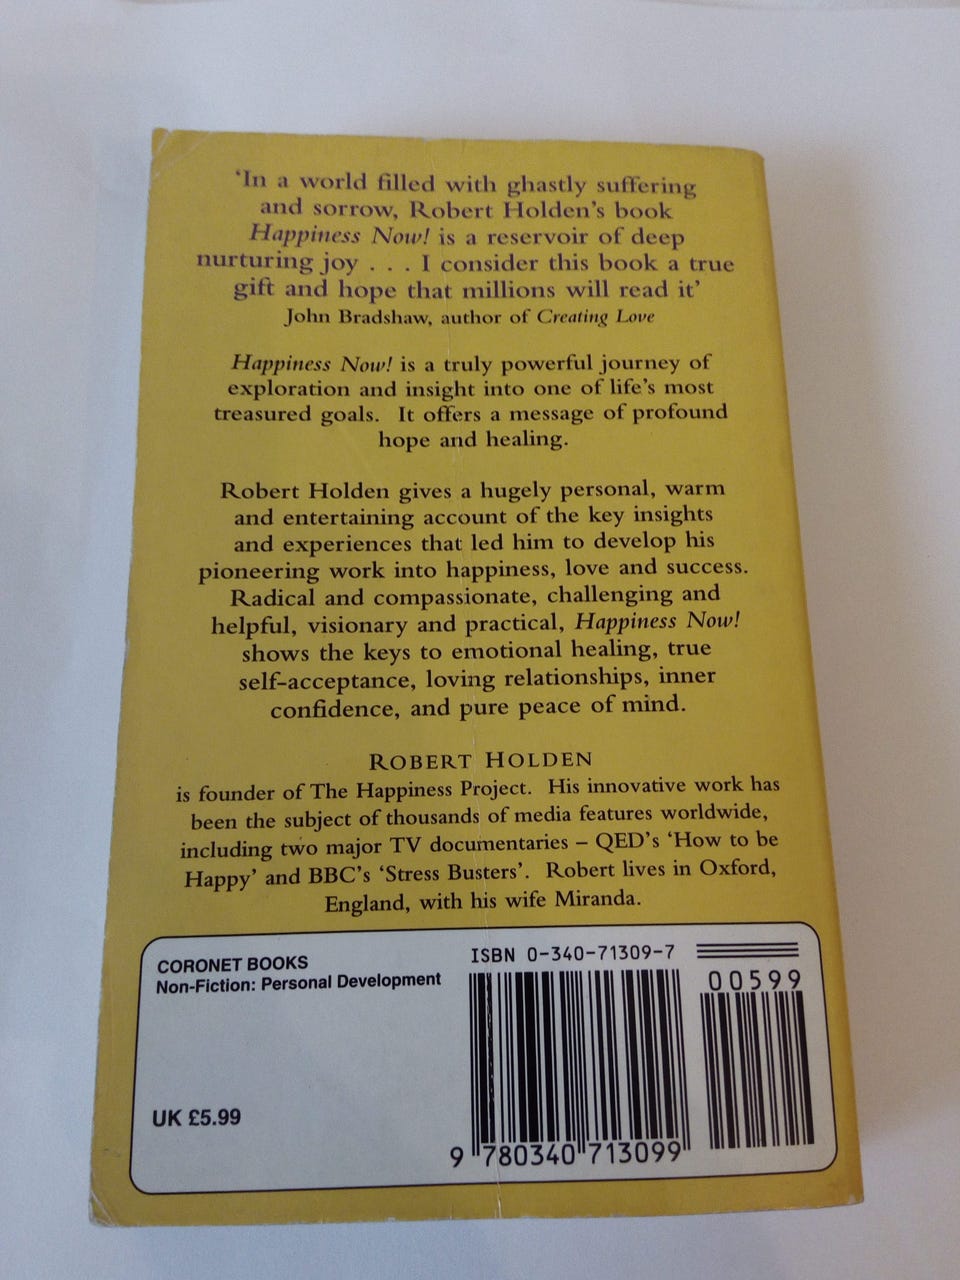 ‘In a world filled with ghastly suffering
and sorrow, Robert Holden’s book
Happiness Now! is a reservoir of deep
nurturing joy . . . I consider this book a true
gift and hope that millions will read it’
John Bradshaw, author of Creating Love
Happiness Now! is a truly powerful journey of
exploration and insight into one of life’s most
treasured goals. It offers a message of profound
hope and healing.
Robert Holden gives a hugely personal, warm
and entertaining account of the key insights
and experiences that led him to develop his
pioneering work into happiness, love and success.
Radical and compassionate, challenging and
helpful, visionary and practical, Happiness Now!
shows the keys to emotional healing, true
self-acceptance, loving relationships, inner
confidence, and pure peace of mind.
ROBERT HOLDEN
is founder of The Happiness Project. His innovative work has
been the subject of thousands of media features worldwide,
including two major TV documentaries – QED’s ‘How to be
Happy’ and BBC’s ‘Stress Busters’. Robert lives in Oxford,
England, with his wife Miranda.
CORONET BOOKS
Non-Fiction: Personal Development
UK £5.99
ISBN 0-340-71309-7
00599
9 780340 713099